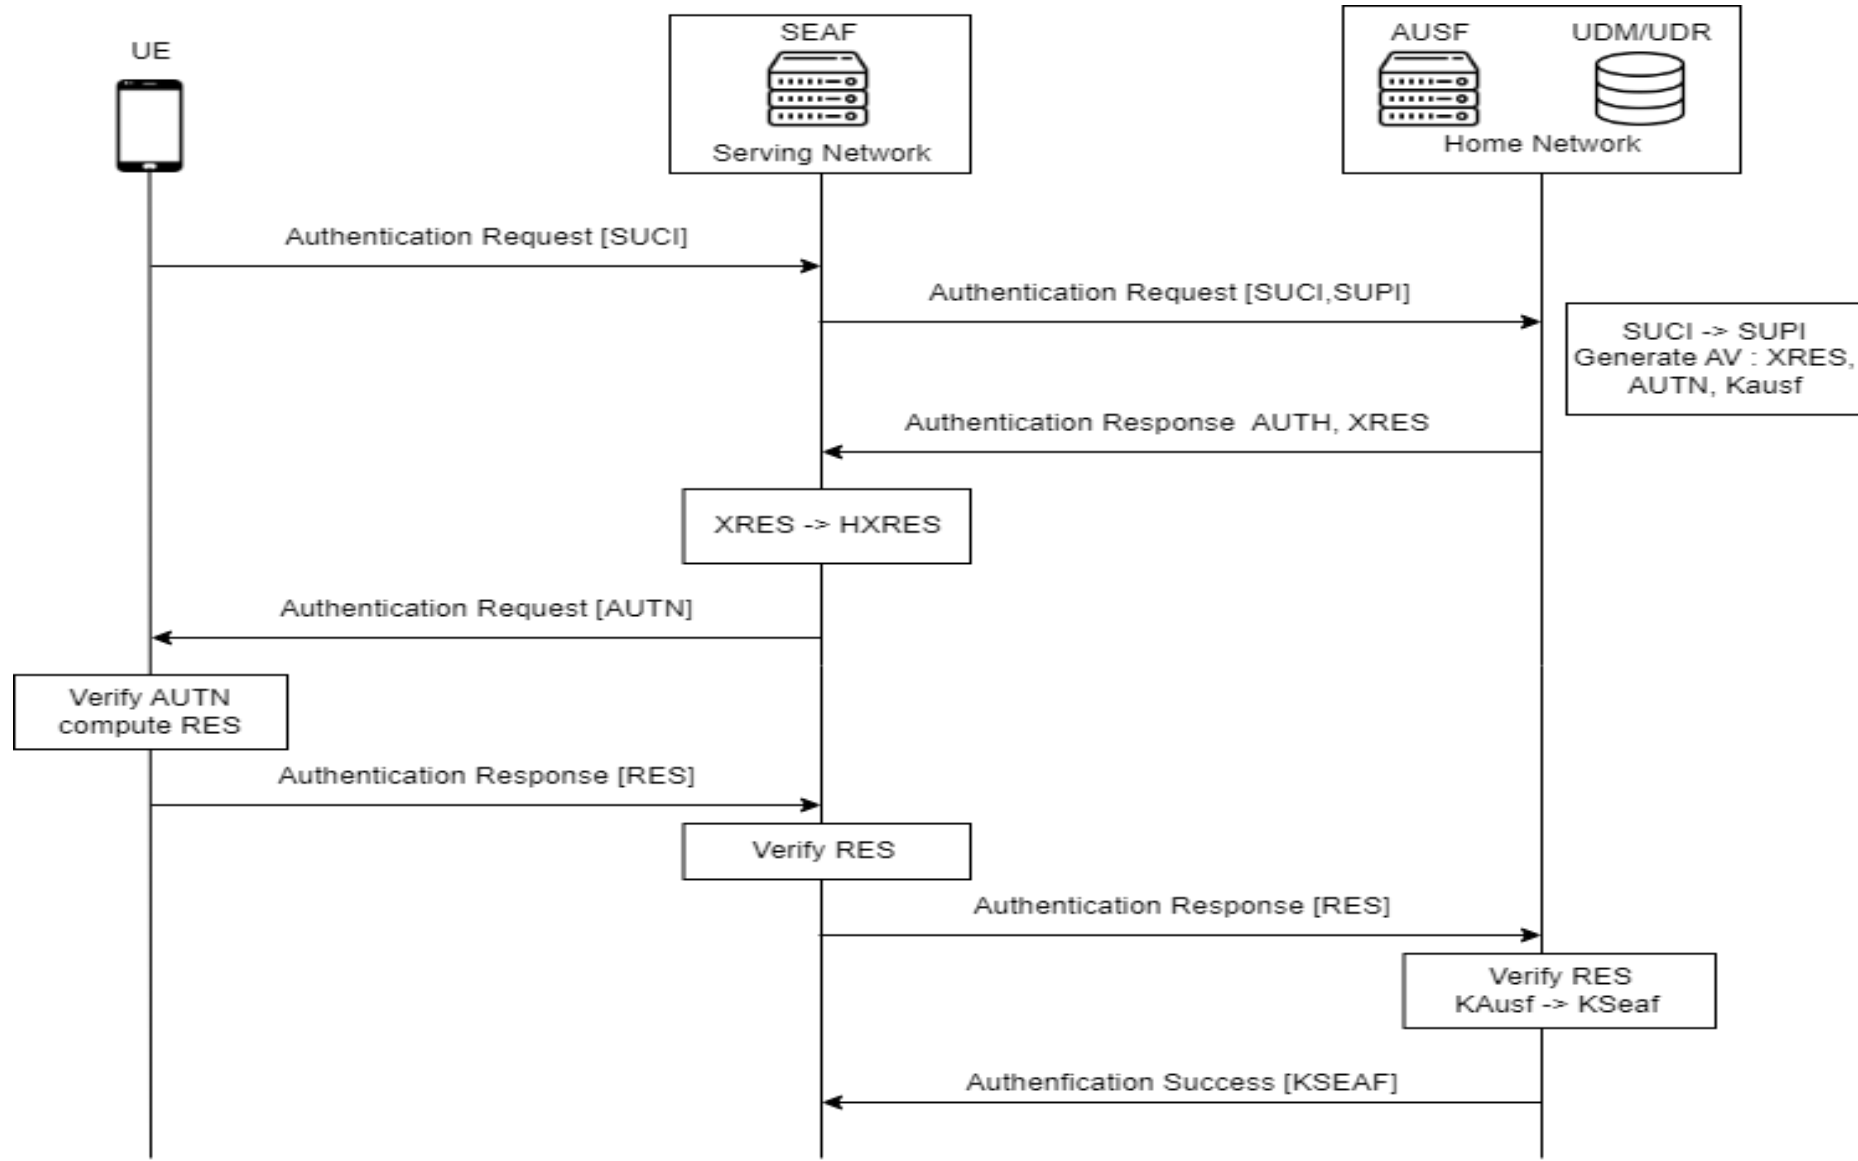 UE
SEAF
Serving Network
AUSF
UDM/UDR
Home Network
Authentication Request [SUCI]
Authentication Request [SUCI,SUPI]
SUCI -> SUPI
Generate AV : XRES,
AUTN, Kausf
Authentication Response  AUTH, XRES
XRES -> HXRES
Authentication Request [AUTN]
Verify AUTN
compute RES
Authentication Response [RES]
Verify RES
Authentication Response [RES]
Verify RES
KAusf -> KSeaf
Authenfication Success [KSEAF]